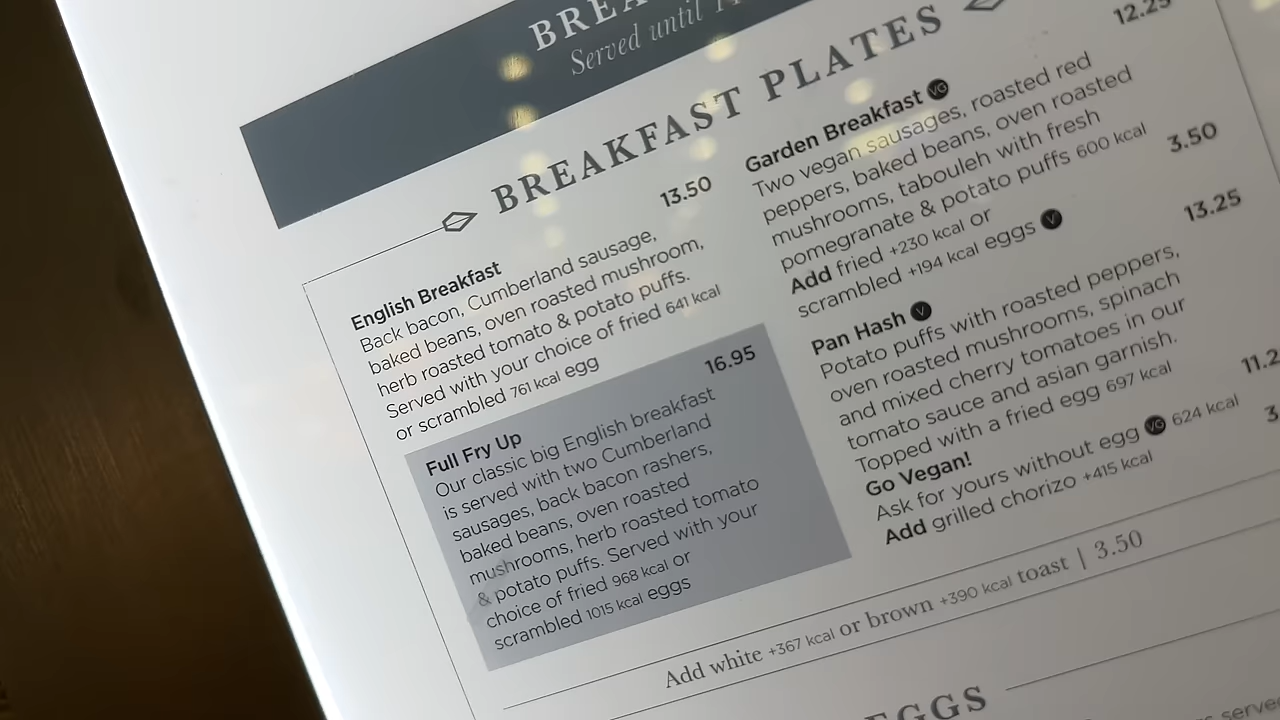 BREA
Served until
BREAKFAST PLATES
13.50
English Breakfast
Back bacon, Cumberland sausage,
baked beans, oven roasted mushroom,
herb roasted tomato & potato puffs.
Served with your choice of fried 641 kcal
or scrambled 761 kcal egg
16.95
Full Fry Up
Our classic big English breakfast
is served with two Cumberland
sausages, back bacon rashers,
baked beans, oven roasted
mushrooms, herb roasted tomato
& potato puffs. Served with your
choice of fried 968 kcal or
scrambled 1015 kcal eggs
12.25
Garden Breakfast VG
Two vegan sausages, roasted red
peppers, baked beans, oven roasted
mushrooms, tabouleh with fresh
pomegranate & potato puffs 600 kcal
3.50
Add fried +230 kcal or
scrambled +194 kcal eggs V
13.25
Pan Hash V
Potato puffs with roasted peppers,
oven roasted mushrooms, spinach
and mixed cherry tomatoes in our
tomato sauce and asian garnish.
Topped with a fried egg 697 kcal
11.2
Go Vegan!
Ask for yours without egg VG 624 kcal
3.
Add grilled chorizo +415 kcal
Add white +367 kcal or brown +390 kcal toast | 3.50
EGGS
served